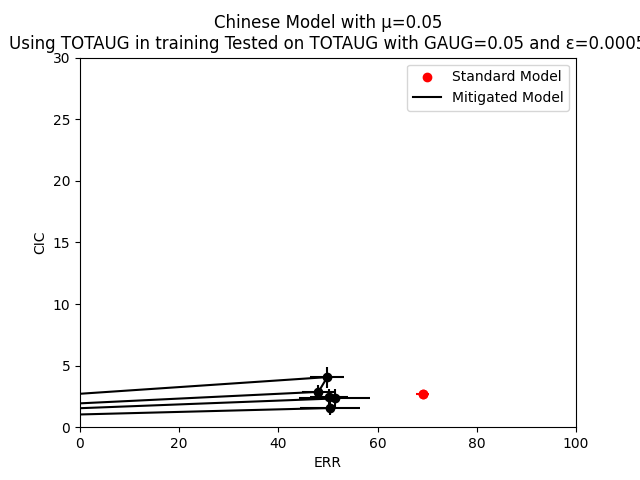 Chinese Model with μ=0.05
Using TOTAUG in training Tested on TOTAUG with GAUG=0.05 and ε=0.0005
Standard Model
Mitigated Model
30
25
20
15
10
5
0
CIC
0 20 40 60 80 100
ERR